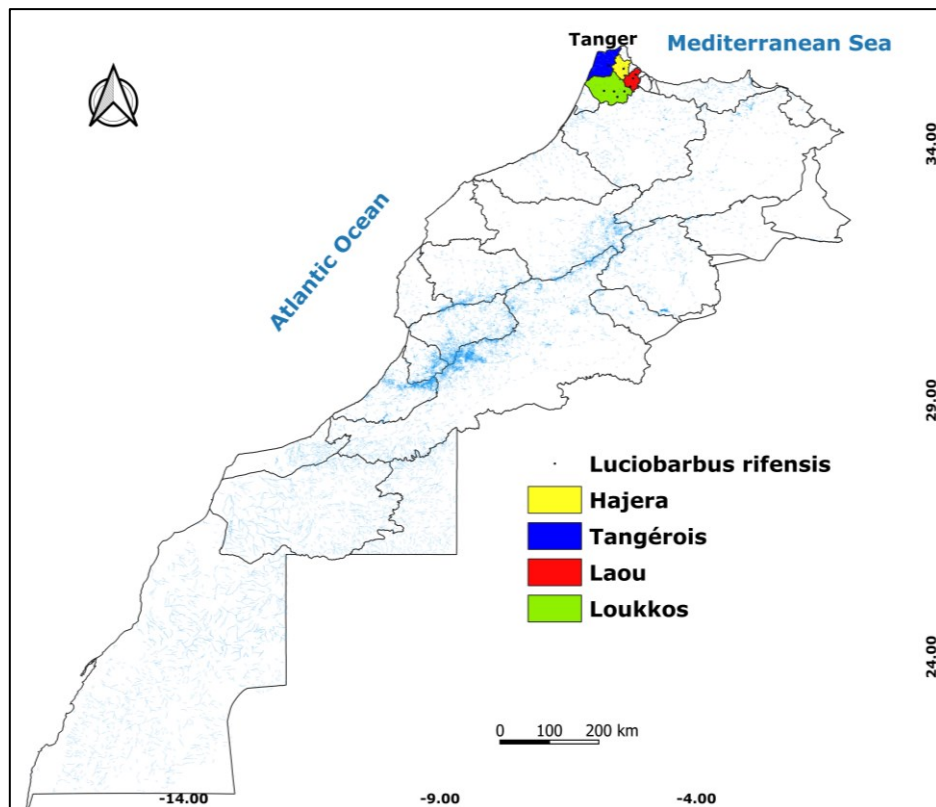 Tanger
Mediterranean Sea
34.00
Atlantic Ocean
29.00
Luciobarbus rifensis
Hajera
Tangérois
Laou
Loukkos
24.00
0 100 200 km
-14.00 -9.00 -4.00